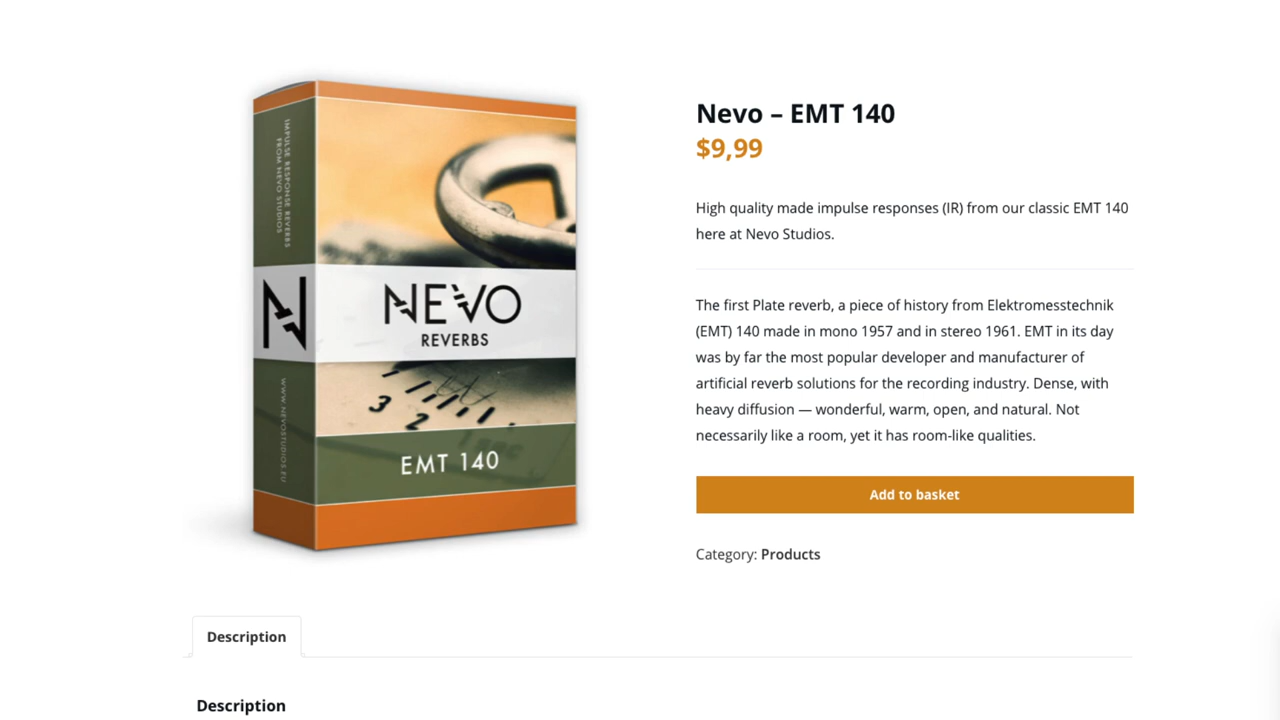 IMPULSE RESPONSE REVERBS
FROM NEVO STUDIOS
N
WWW.NEVOSTUDIOS.EU
NEVO
REVERBS
3 2
EMT 140
Nevo – EMT 140
$9,99
High quality made impulse responses (IR) from our classic EMT 140
here at Nevo Studios.
The first Plate reverb, a piece of history from Elektromesstechnik
(EMT) 140 made in mono 1957 and in stereo 1961. EMT in its day
was by far the most popular developer and manufacturer of
artificial reverb solutions for the recording industry. Dense, with
heavy diffusion — wonderful, warm, open, and natural. Not
necessarily like a room, yet it has room-like qualities.
Add to basket
Category: Products
Description
Description